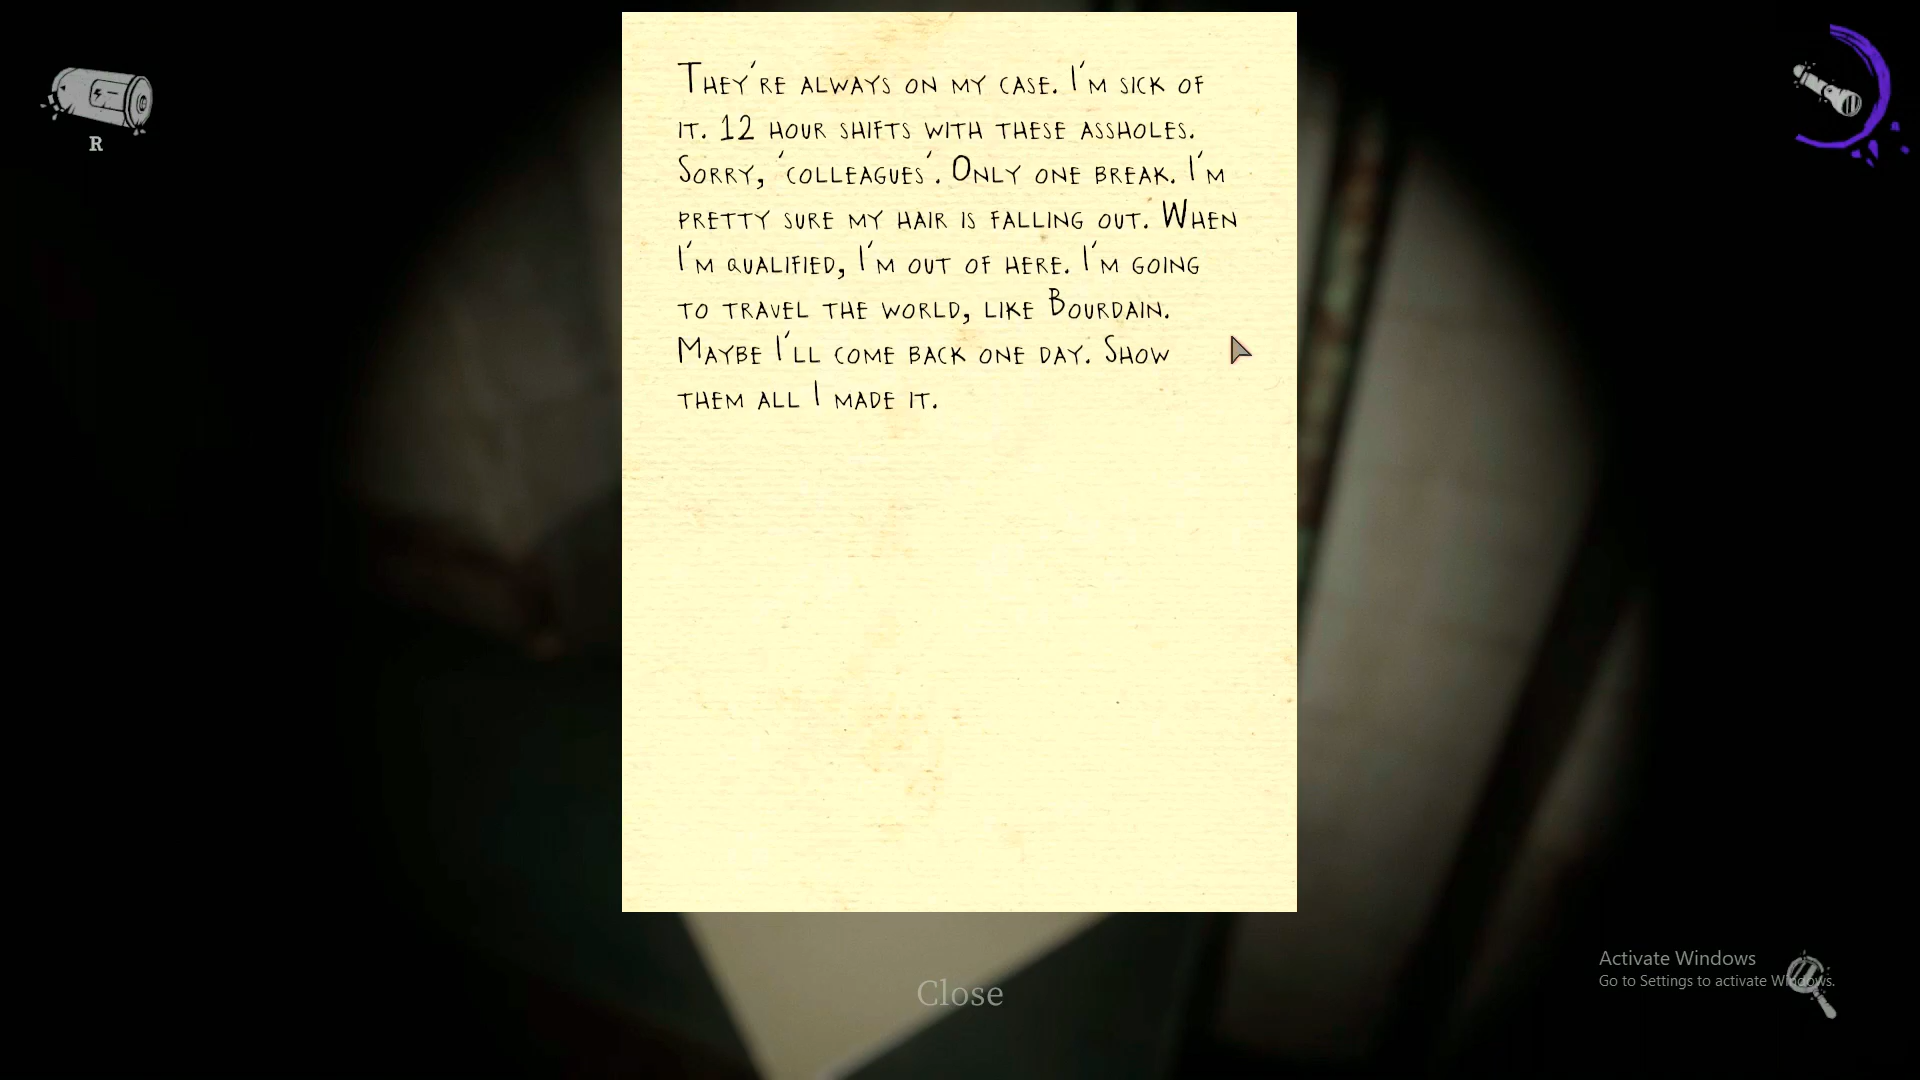 They're always on my case. I'm sick of
it. 12 hour shifts with these assholes.
Sorry, 'colleagues'. Only one break. I'm
pretty sure my hair is falling out. When
I'm qualified, I'm out of here. I'm going
to travel the world, like Bourdain.
Maybe I'll come back one day. Show
them all I made it.
R
Close
Activate Windows
Go to Settings to activate Windows.